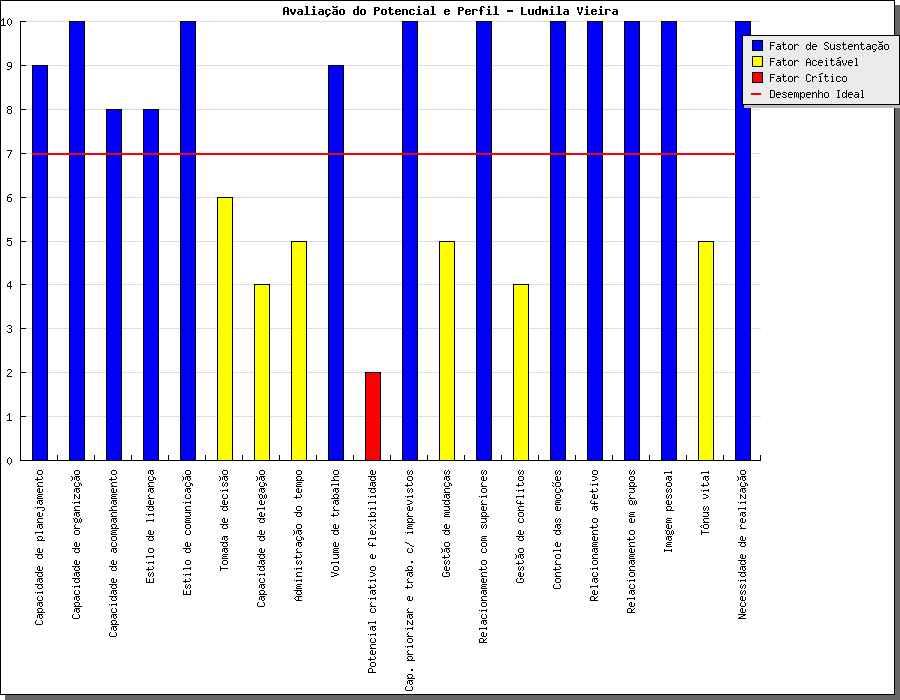 Avaliação do Potencial e Perfil - Ludmila Vieira
10
9
8
7
6
5
4
3
2
1
0
Fator de Sustentação
Fator Aceitável
Fator Crítico
Desempenho Ideal
Capacidade de planejamento
Capacidade de organização
Capacidade de acompanhamento
Estilo de liderança
Estilo de comunicação
Tomada de decisão
Capacidade de delegação
Administração do tempo
Volume de trabalho
Potencial criativo e flexibilidade
Cap. priorizar e trab. c/ imprevistos
Gestão de mudanças
Relacionamento com superiores
Gestão de conflitos
Controle das emoções
Relacionamento afetivo
Relacionamento em grupos
Imagem pessoal
Tônus vital
Necessidade de realização